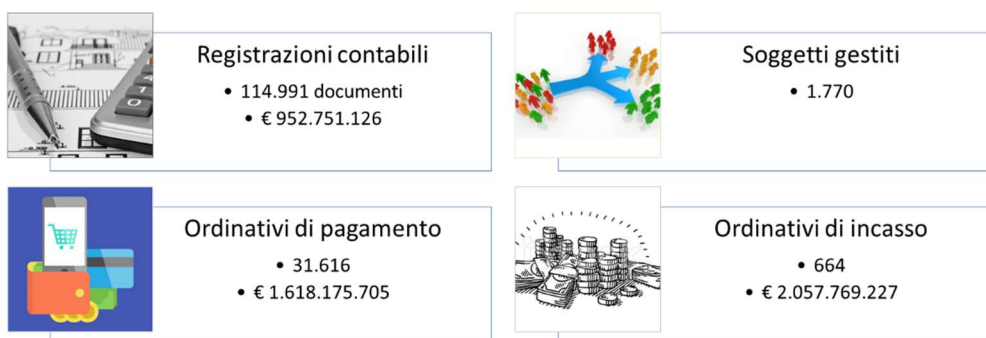 Registrazioni contabili
• 114.991 documenti
• € 952.751.126
Soggetti gestiti
• 1.770
Ordinativi di pagamento
• 31.616
• € 1.618.175.705
Ordinativi di incasso
• 664
• € 2.057.769.227